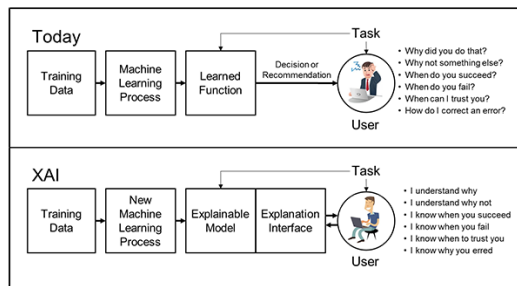 Today
Task
Training
Data
Machine
Learning
Process
Learned
Function
Decision or
Recommendation
User
• Why did you do that?
• Why not something else?
• When do you succeed?
• When do you fail?
• When can I trust you?
• How do I correct an error?
XAI
Task
Training
Data
New
Machine
Learning
Process
Explainable
Model
Explanation
Interface
User
• I understand why
• I understand why not
• I know when you succeed
• I know when you fail
• I know when to trust you
• I know why you erred